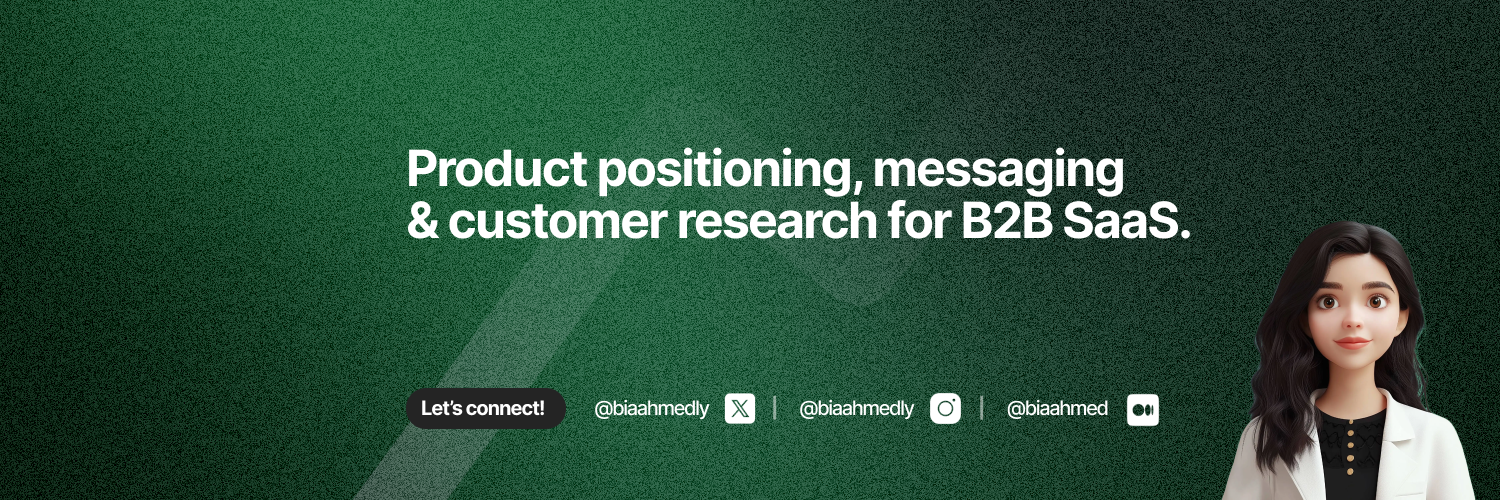 Product positioning, messaging
& customer research for B2B SaaS.
Let's connect! @biaahmedly | @biaahmedly | @biaahmed